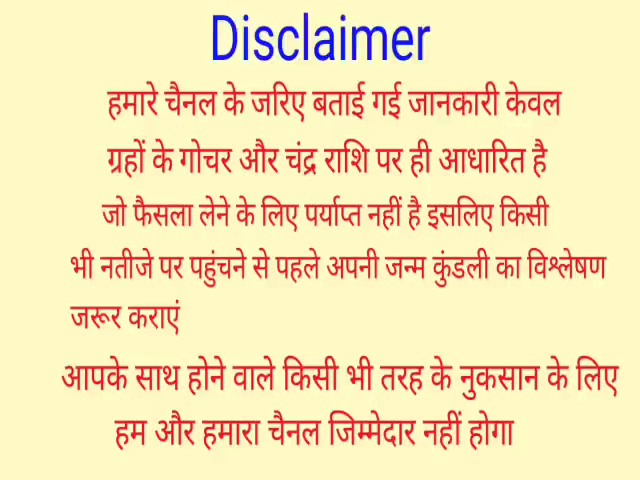 Disclaimer
हमारे चैनल के जरिए बताई गई जानकारी केवल
ग्रहों के गोचर और चंद्र राशि पर ही आधारित है
जो फैसला लेने के लिए पर्याप्त नहीं है इसलिए किसी
भी नतीजे पर पहुंचने से पहले अपनी जन्म कुंडली का विश्लेषण
जरूर कराएं
आपके साथ होने वाले किसी भी तरह के नुकसान के लिए
हम और हमारा चैनल जिम्मेदार नहीं होगा